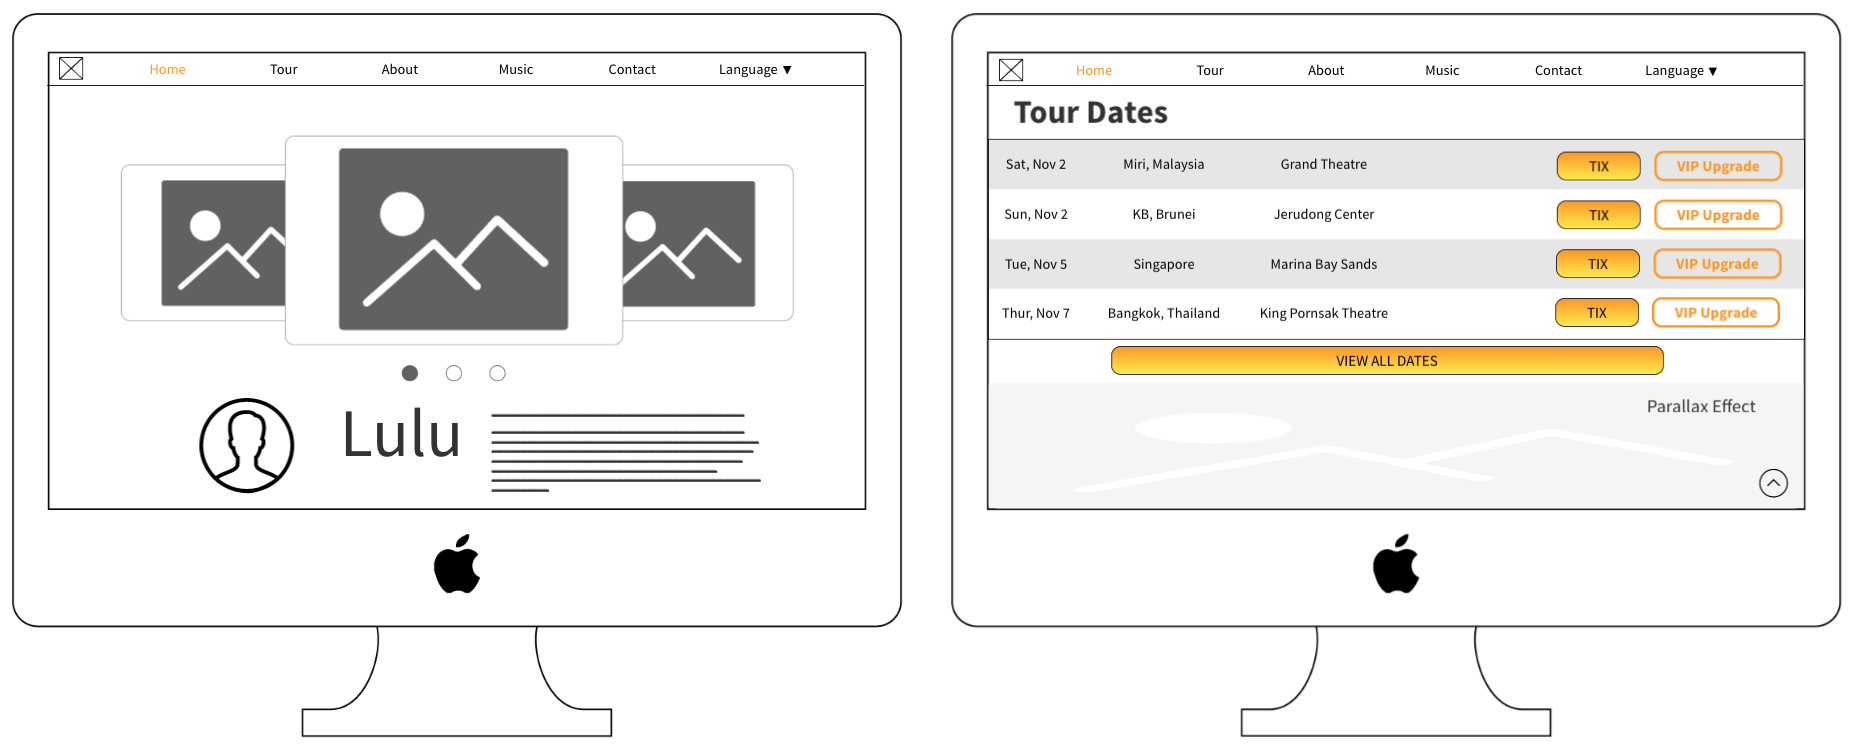 Home Tour About Music Contact Language ▼
Lulu
Home Tour About Music Contact Language ▼
Tour Dates
Sat, Nov 2 Miri, Malaysia Grand Theatre TIX VIP Upgrade
Sun, Nov 2 KB, Brunei Jerudong Center TIX VIP Upgrade
Tue, Nov 5 Singapore Marina Bay Sands TIX VIP Upgrade
Thur, Nov 7 Bangkok, Thailand King Pornsak Theatre TIX VIP Upgrade
VIEW ALL DATES
Parallax Effect